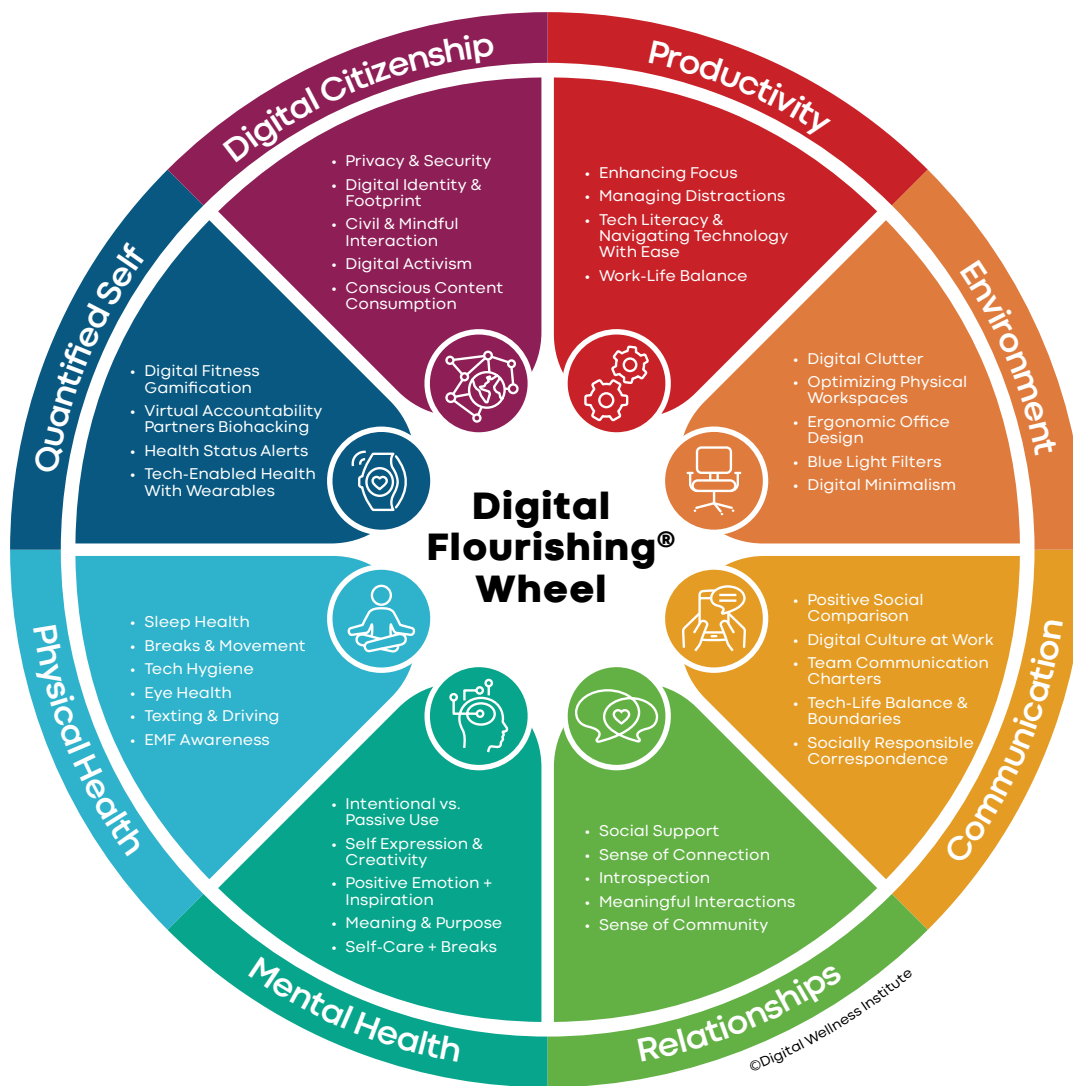 Digital
Flourishing®
Wheel
Productivity
• Enhancing Focus
• Managing Distractions
• Tech Literacy &
Navigating Technology
With Ease
• Work-Life Balance
Environment
• Digital Clutter
• Optimizing Physical
Workspaces
• Ergonomic Office
Design
• Blue Light Filters
• Digital Minimalism
Communication
• Positive Social
Comparison
• Digital Culture at Work
• Team Communication
Charters
• Tech-Life Balance &
Boundaries
• Socially Responsible
Correspondence
Relationships
• Social Support
• Sense of Connection
• Introspection
• Meaningful Interactions
• Sense of Community
Mental Health
• Intentional vs.
Passive Use
• Self Expression &
Creativity
• Positive Emotion +
Inspiration
• Meaning & Purpose
• Self-Care + Breaks
Physical Health
• Sleep Health
• Breaks & Movement
• Tech Hygiene
• Eye Health
• Texting & Driving
• EMF Awareness
Quantified Self
• Digital Fitness
Gamification
• Virtual Accountability
Partners Biohacking
• Health Status Alerts
• Tech-Enabled Health
With Wearables
Digital Citizenship
• Privacy & Security
• Digital Identity &
Footprint
• Civil & Mindful
Interaction
• Digital Activism
• Conscious Content
Consumption
©Digital Wellness Institute